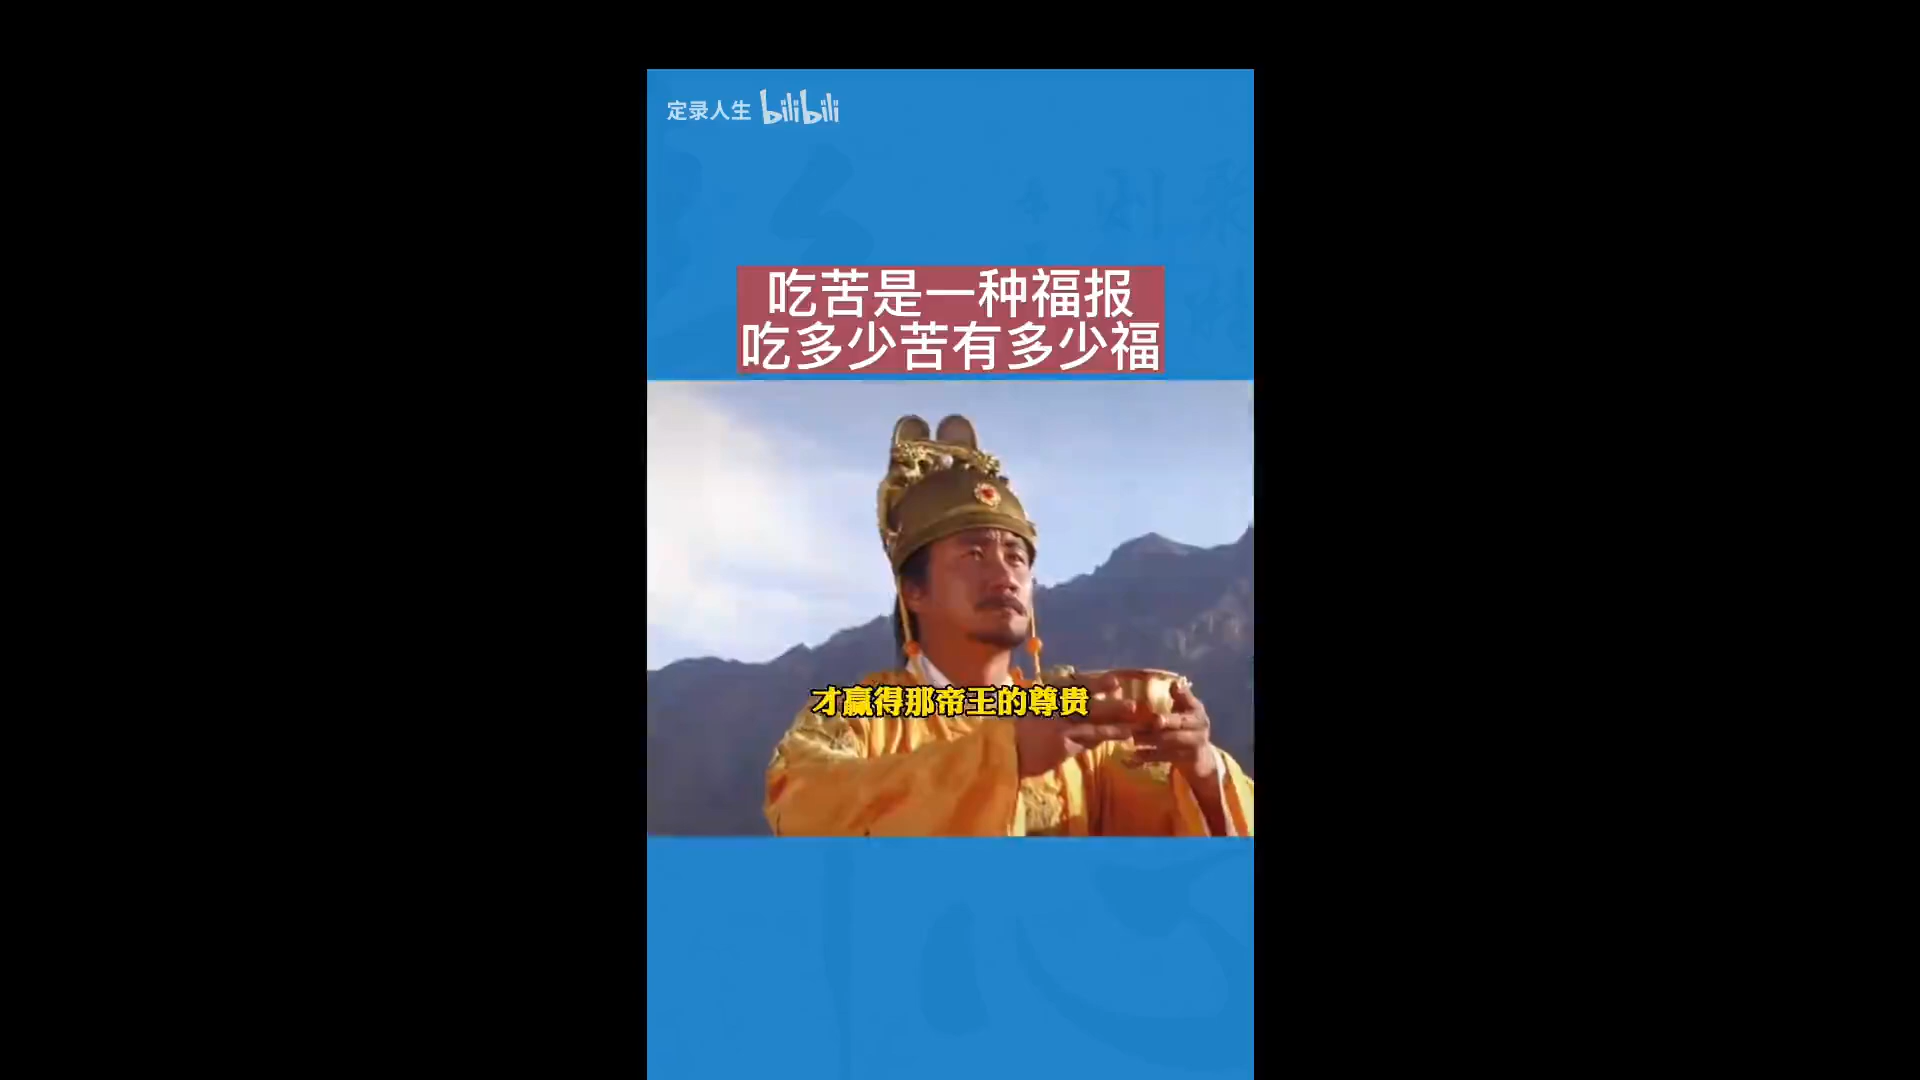 定录人生 bilibili
吃苦是一种福报
吃多少苦有多少福
才赢得那帝王的尊贵